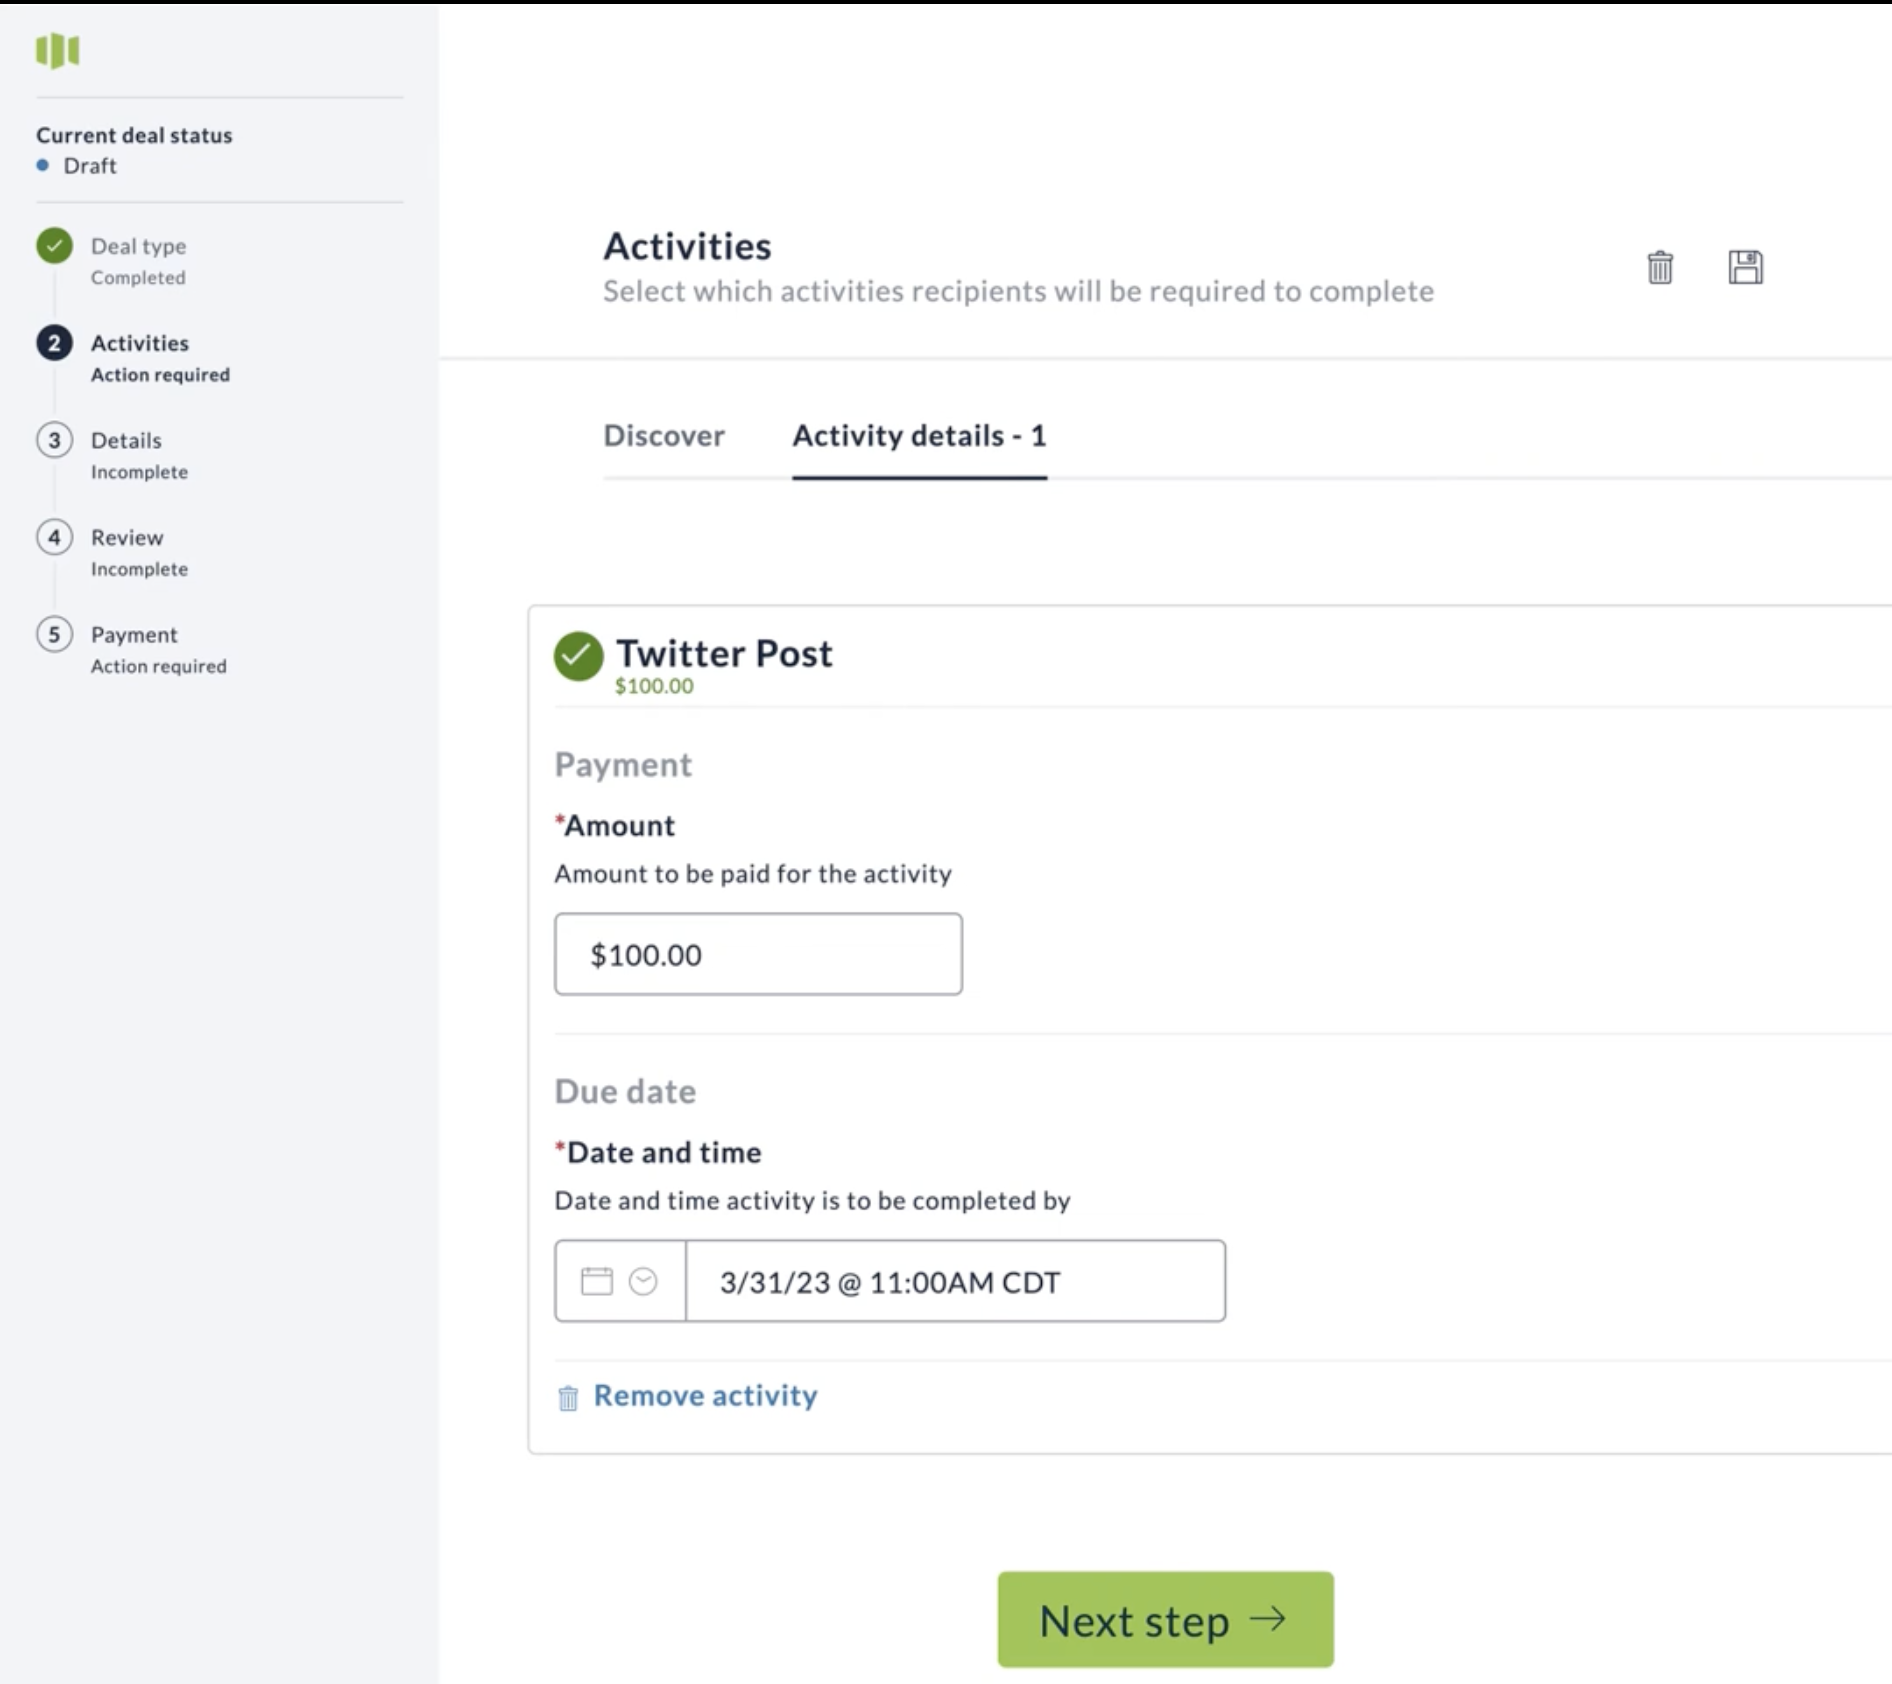 Current deal status
Draft
Deal type
Completed
2 Activities
Action required
3 Details
Incomplete
4 Review
Incomplete
5 Payment
Action required
Activities
Select which activities recipients will be required to complete
Discover
Activity details - 1
Twitter Post
$100.00
Payment
*Amount
Amount to be paid for the activity
$100.00
Due date
*Date and time
Date and time activity is to be completed by
3/31/23 @ 11:00AM CDT
Remove activity
Next step →